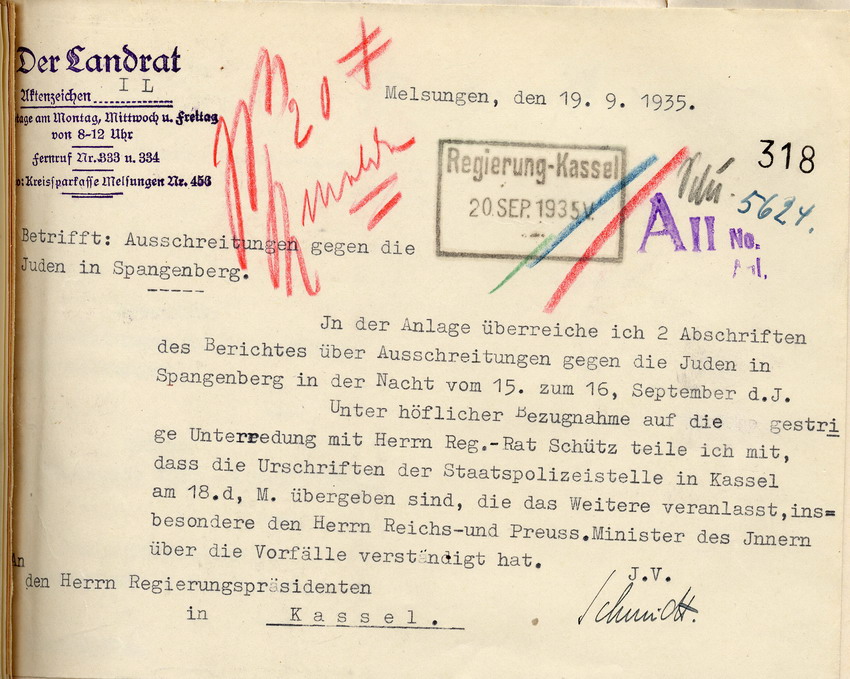 Der Landrat
Aktenzeichen I L
tage am Montag, Mittwoch u. Freitag
von 8-12 Uhr
Fernruf Nr. 333 u. 334
o: Kreissparkasse Melsungen Nr. 456
Melsungen, den 19. 9. 1935.
Regierung-Kassel
20. SEP. 1935 V.
318
5624.
A II No.
20
Betrifft: Ausschreitungen gegen die
Juden in Spangenberg.
Jn der Anlage überreiche ich 2 Abschriften
des Berichtes über Ausschreitungen gegen die Juden in
Spangenberg in der Nacht vom 15. zum 16, September d.J.
Unter höflicher Bezugnahme auf die gestri
ge Unterredung mit Herrn Reg.-Rat Schütz teile ich mit,
dass die Urschriften der Staatspolizeistelle in Kassel
am 18.d, M. übergeben sind, die das Weitere veranlasst,ins=
besondere den Herrn Reichs-und Preuss.Minister des Jnnern
über die Vorfälle verständigt hat.
An
den Herrn Regierungspräsidenten
in Kassel.
J.V.
Schmidt.